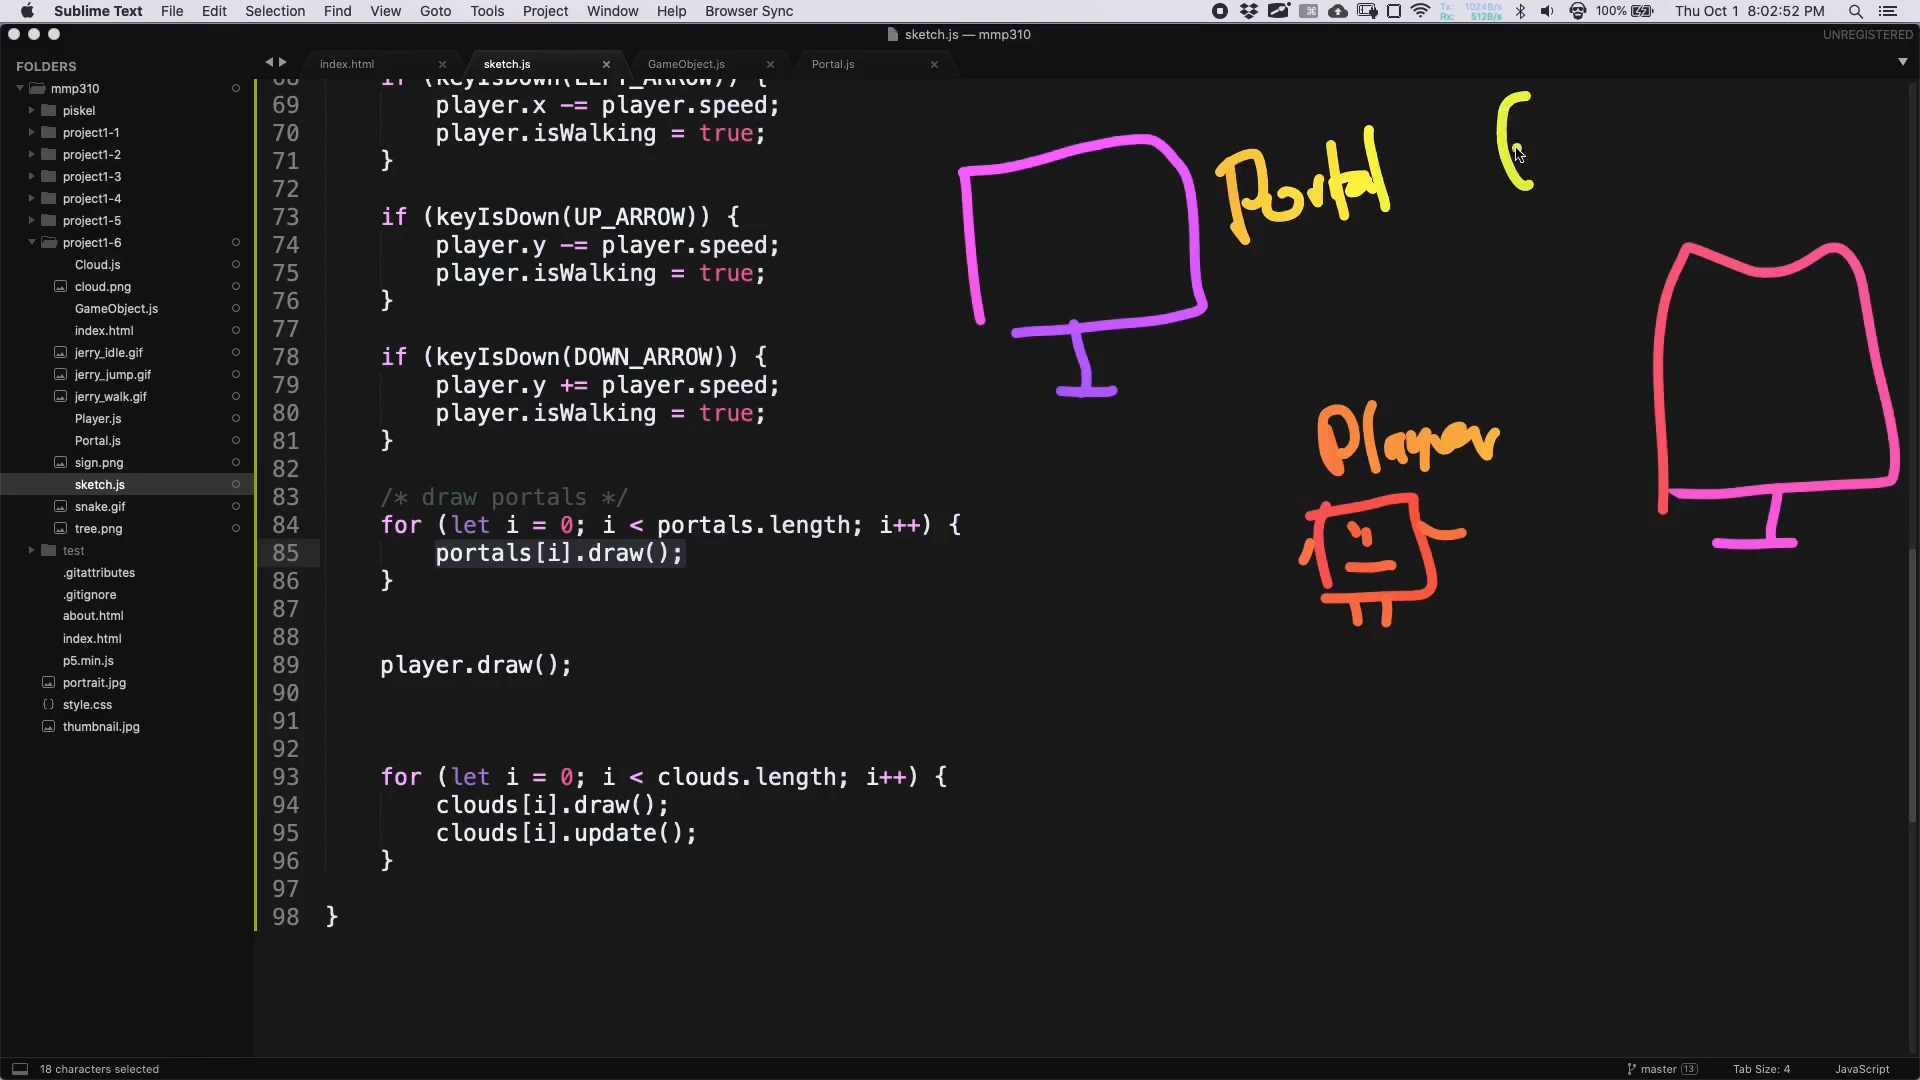 Sublime Text File Edit Selection Find View Goto Tools Project Window Help Browser Sync
Tx: 1024B/s
Rx: 512B/s
100% Thu Oct 1 8:02:52 PM
sketch.js — mmp310
UNREGISTERED
FOLDERS
index.html
sketch.js
GameObject.js
Portal.js
mmp310
piskel
project1-1
project1-2
project1-3
project1-4
project1-5
project1-6
Cloud.js
cloud.png
GameObject.js
index.html
jerry_idle.gif
jerry_jump.gif
jerry_walk.gif
Player.js
Portal.js
sign.png
sketch.js
snake.gif
tree.png
test
.gitattributes
.gitignore
about.html
index.html
p5.min.js
portrait.jpg
style.css
thumbnail.jpg
68 if (keyIsDown(LEFT_ARROW)) {
69 player.x -= player.speed;
70 player.isWalking = true;
71 }
72
73 if (keyIsDown(UP_ARROW)) {
74 player.y -= player.speed;
75 player.isWalking = true;
76 }
77
78 if (keyIsDown(DOWN_ARROW)) {
79 player.y += player.speed;
80 player.isWalking = true;
81 }
82
83 /* draw portals */
84 for (let i = 0; i < portals.length; i++) {
85 portals[i].draw();
86 }
87
88
89 player.draw();
90
91
92
93 for (let i = 0; i < clouds.length; i++) {
94 clouds[i].draw();
95 clouds[i].update();
96 }
97
98 }
Portal
Player
18 characters selected
master 13
Tab Size: 4
JavaScript